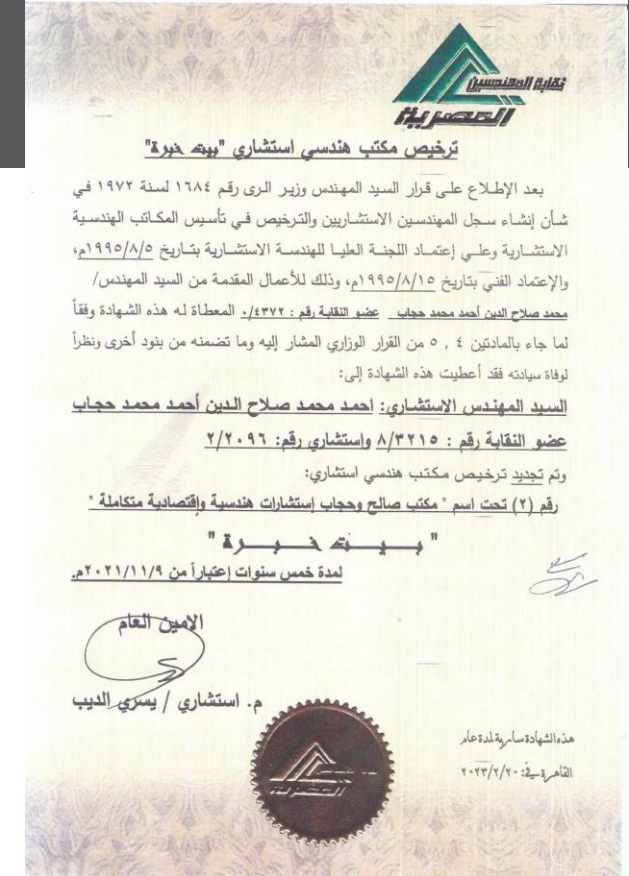 نقابة المهندسين
المصرية
ترخيص مكتب هندسي استشاري "بيت خبرة"
بعد الإطلاع على قرار السيد المهندس وزير الرى رقم ١٦٨٤ لسنة ١٩٧٢ في
شأن إنشاء سجل المهندسين الاستشاريين والترخيص في تأسيس المكاتب الهندسية
الاستشارية وعلي إعتماد اللجنة العليا للهندسة الاستشارية بتاريخ ١٩٩٥/٨/٥م،
والإعتماد الفني بتاريخ ١٩٩٥/٨/١٥م، وذلك للأعمال المقدمة من السيد المهندس/
محمد صلاح الدين أحمد محمد حجاب عضو النقابة رقم : ٠/٤٣٧٢ المعطاة له هذه الشهادة وفقاً
لما جاء بالمادتين ٤ , ٥ من القرار الوزاري المشار إليه وما تضمنه من بنود أخرى ونظراً
لوفاة سيادته فقد أعطيت هذه الشهادة إلى:
السيد المهندس الاستشاري: احمد محمد صلاح الدين أحمد محمد حجاب
عضو النقابة رقم : ٨/٣٢١٥ واستشاري رقم: ٢/٢٠٩٦
وتم تجديد ترخيص مكتب هندسي استشاري:
رقم (٢) تحت اسم " مكتب صالح وحجاب إستشارات هندسية وإقتصادية متكاملة "
" بيت خبرة "
لمدة خمس سنوات إعتباراً من ٢٠٢١/١١/٩م.
الامين العام
م. استشاري / يسري الديب
هذه الشهادة سارية لمدة عام
القاهرة في: ٢٠٢٣/٢/٢٠
المصرية